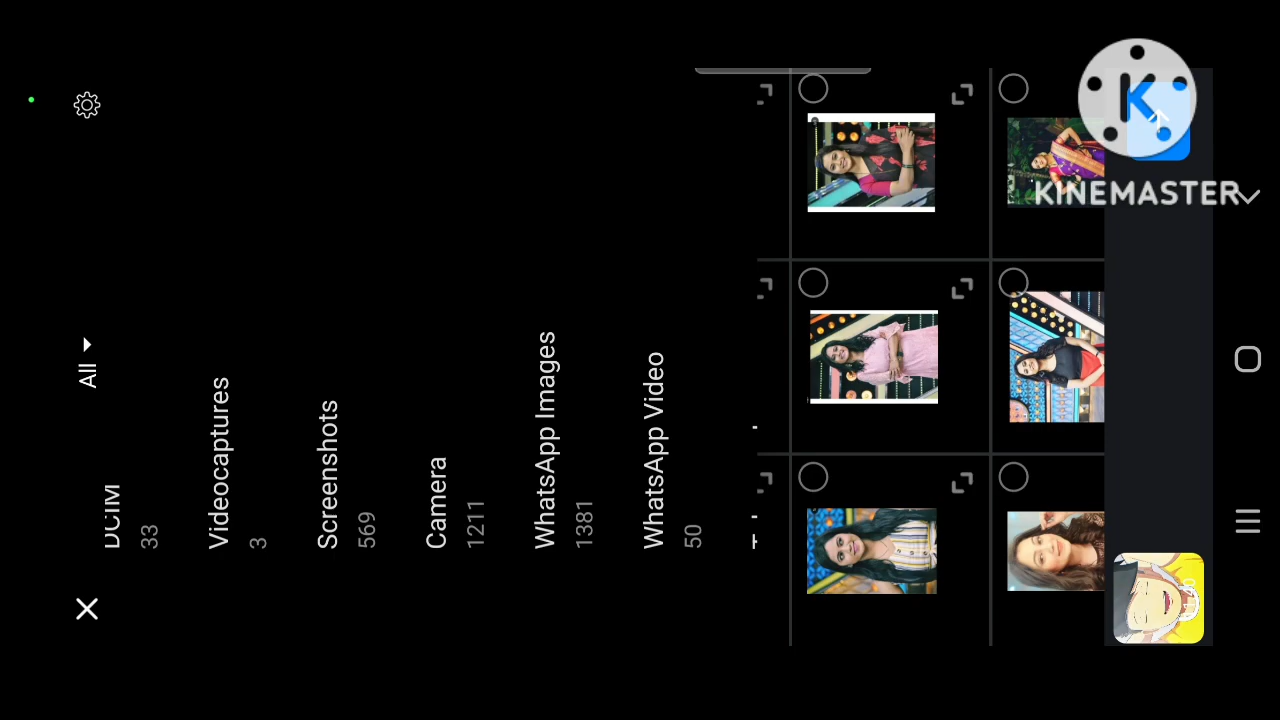 All
DCIM
33
Videocaptures
3
Screenshots
569
Camera
1211
WhatsApp Images
1381
WhatsApp Video
50
KINEMASTER